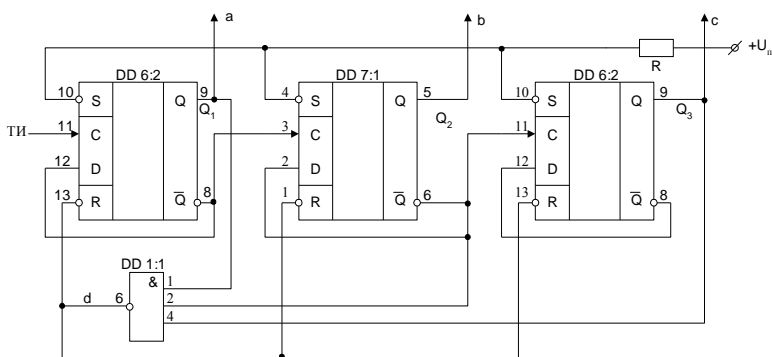 a
b
c
+Uп
R
DD 6:2
DD 7:1
DD 6:2
10
S
Q
9
Q1
ТИ
11
C
12
D
13
R
Q̅
8
4
S
Q
5
Q2
3
C
2
D
1
R
Q̅
6
10
S
Q
9
Q3
11
C
12
D
13
R
Q̅
8
DD 1:1
&
1
2
4
d
6